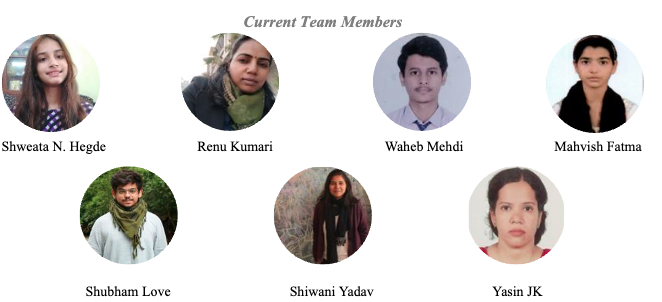 Current Team Members
Shweata N. Hegde
Renu Kumari
Waheb Mehdi
Mahvish Fatma
Shubham Love
Shiwani Yadav
Yasin JK